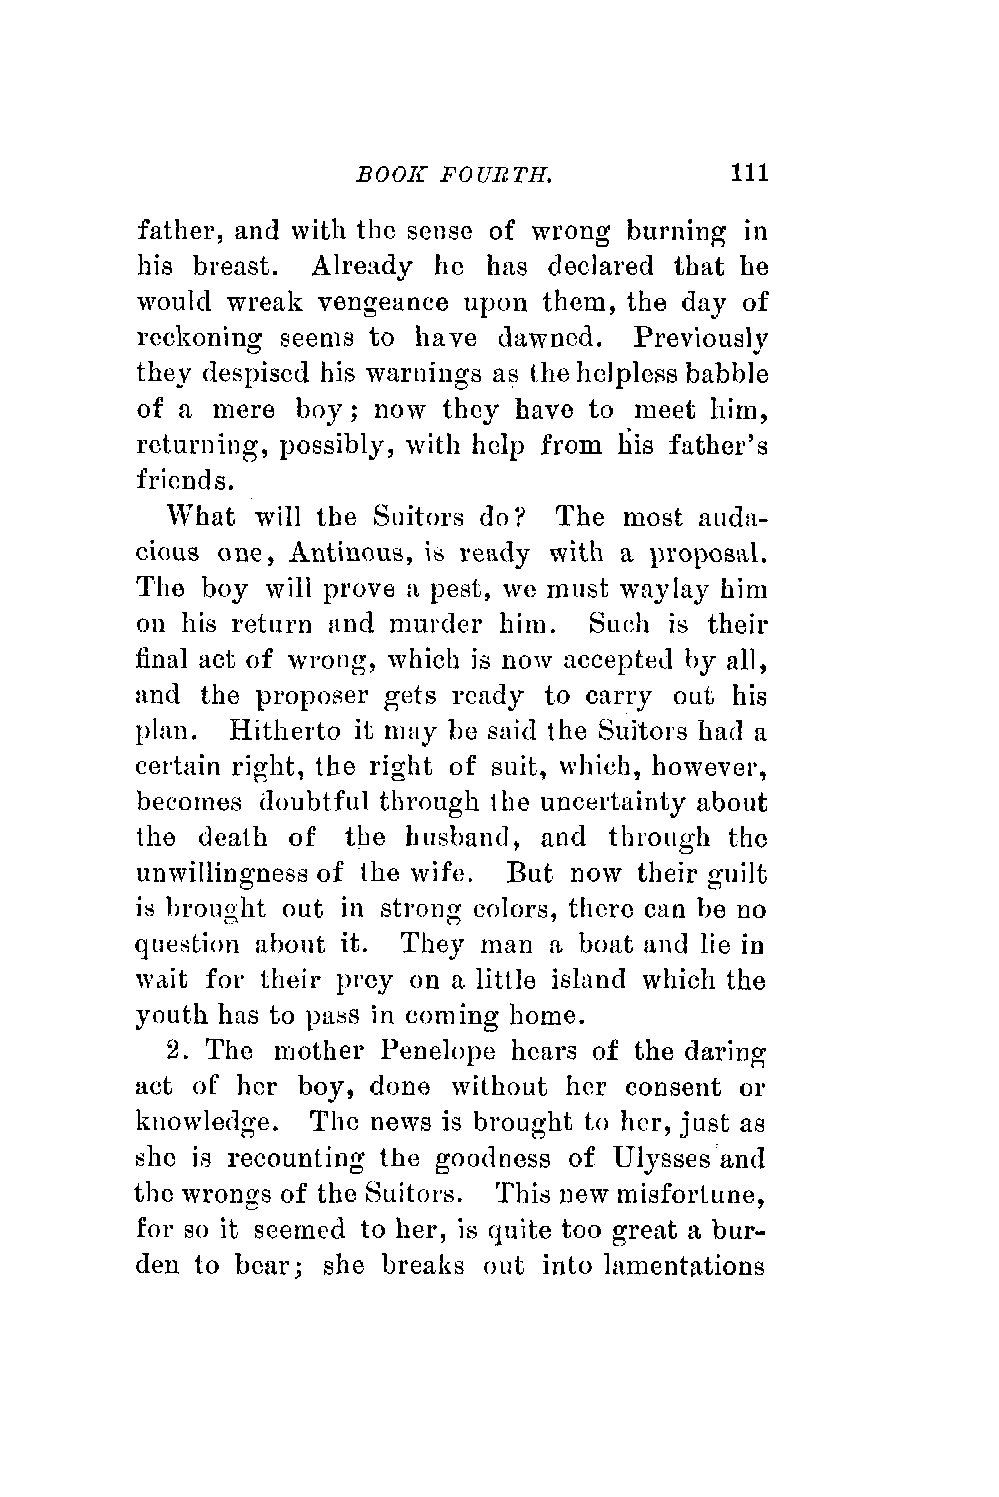 BOOK FOURTH. 111
father, and with the sense of wrong burning in
his breast. Already he has declared that he
would wreak vengeance upon them, the day of
reckoning seems to have dawned. Previously
they despised his warnings as the helpless babble
of a mere boy; now they have to meet him,
returning, possibly, with help from his father's
friends.
What will the Suitors do? The most auda-
cious one, Antinous, is ready with a proposal.
The boy will prove a pest, we must waylay him
on his return and murder him. Such is their
final act of wrong, which is now accepted by all,
and the proposer gets ready to carry out his
plan. Hitherto it may be said the Suitors had a
certain right, the right of suit, which, however,
becomes doubtful through the uncertainty about
the death of the husband, and through the
unwillingness of the wife. But now their guilt
is brought out in strong colors, there can be no
question about it. They man a boat and lie in
wait for their prey on a little island which the
youth has to pass in coming home.
2. The mother Penelope hears of the daring
act of her boy, done without her consent or
knowledge. The news is brought to her, just as
she is recounting the goodness of Ulysses and
the wrongs of the Suitors. This new misfortune,
for so it seemed to her, is quite too great a bur-
den to bear; she breaks out into lamentations